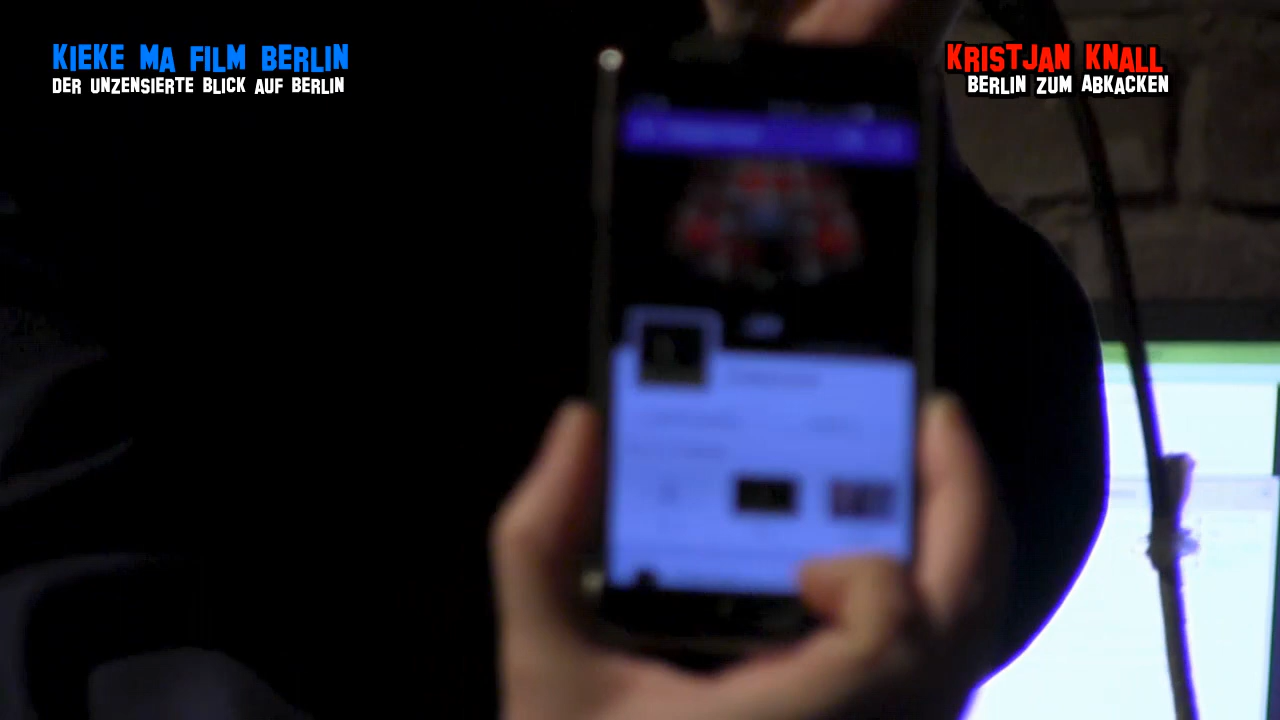 KIEKE MA FILM BERLIN
DER UNZENSIERTE BLICK AUF BERLIN
KRISTJAN KNALL
BERLIN ZUM ABKACKEN